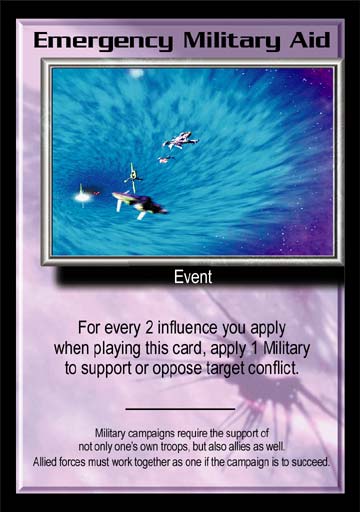 Emergency Military Aid
Event
For every 2 influence you apply
when playing this card, apply 1 Military
to support or oppose target conflict.
Military campaigns require the support of
not only one's own troops, but also allies as well.
Allied forces must work together as one if the campaign is to succeed.